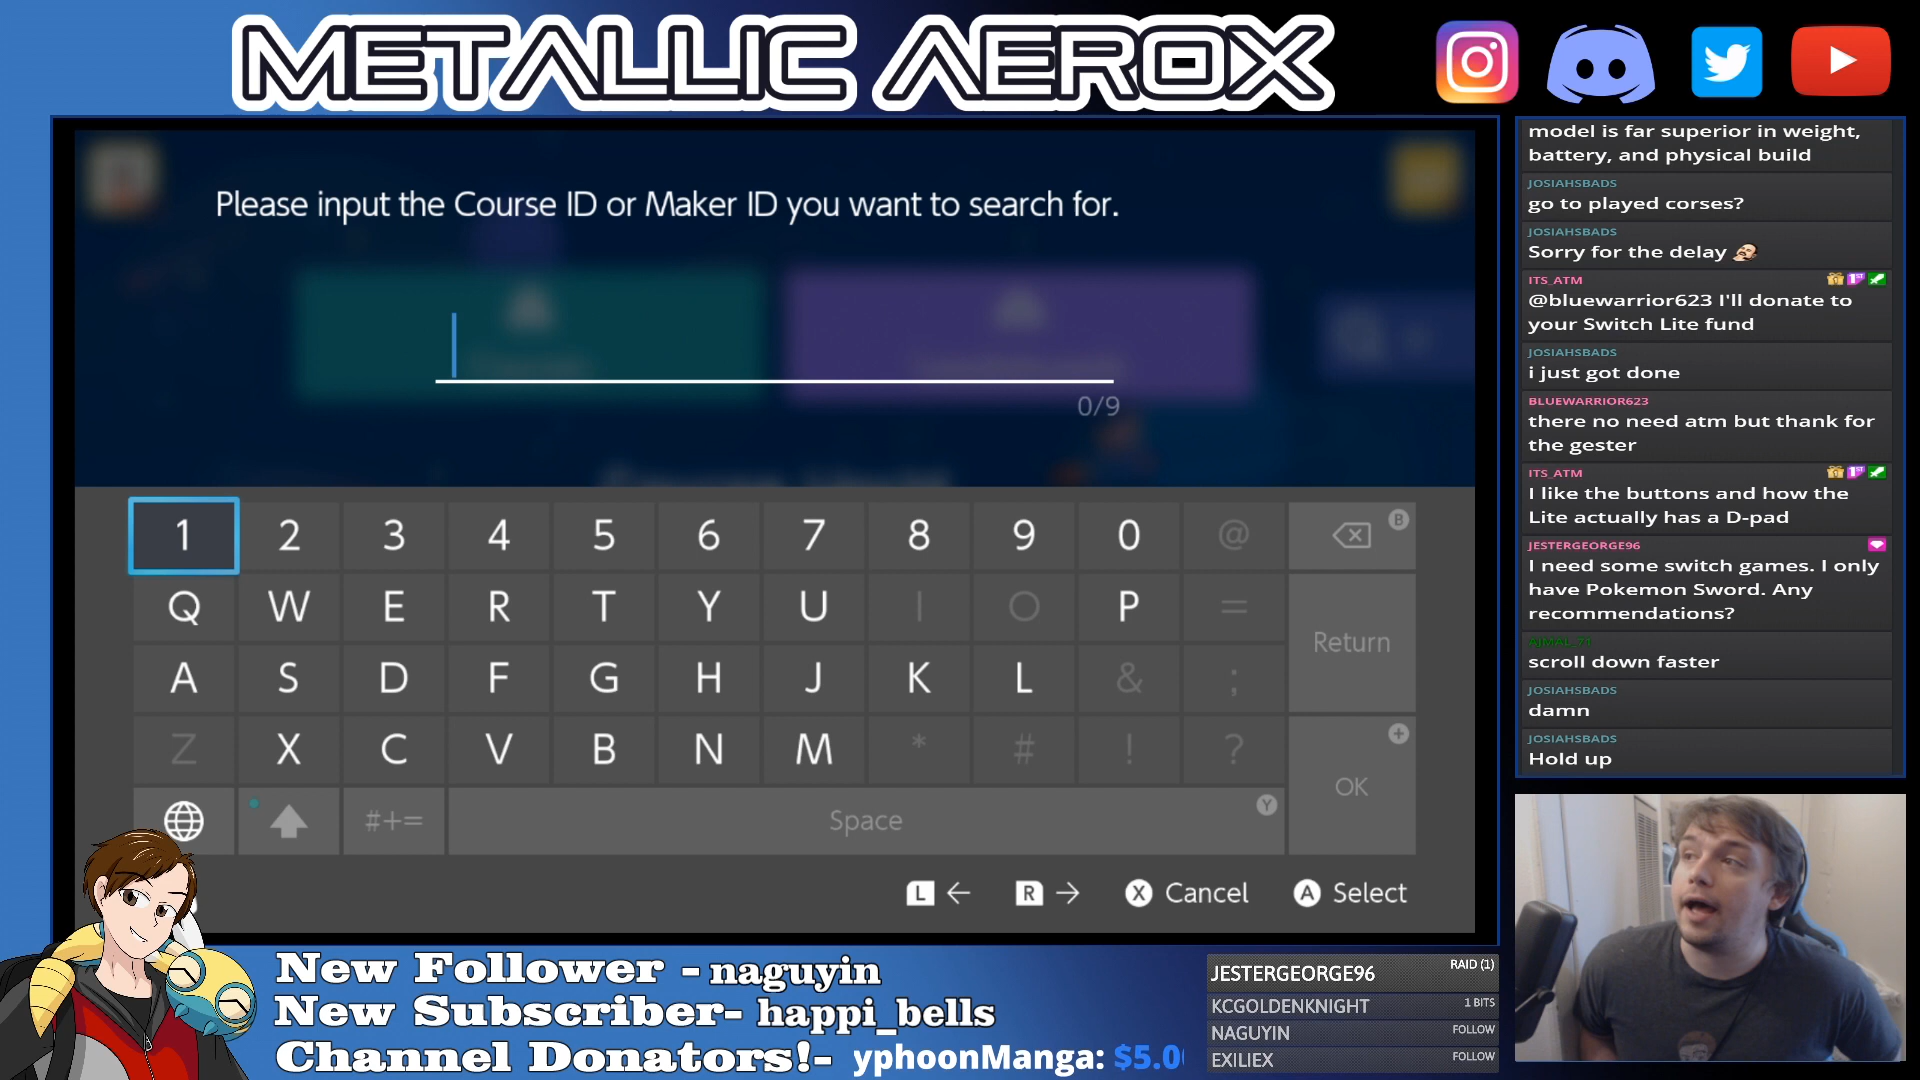 METALLIC AEROX
Please input the Course ID or Maker ID you want to search for.
0/9
1 2 3 4 5 6 7 8 9 0 @ B
Q W E R T Y U I O P =
Return
A S D F G H J K L & ;
Z X C V B N M * # ! ? +
OK
#+= Space Y
L ← R → X Cancel A Select
model is far superior in weight,
battery, and physical build
JOSIAHSBADS
go to played corses?
JOSIAHSBADS
Sorry for the delay
ITS_ATM
@bluewarrior623 I'll donate to
your Switch Lite fund
JOSIAHSBADS
i just got done
BLUEWARRIOR623
there no need atm but thank for
the gester
ITS_ATM
I like the buttons and how the
Lite actually has a D-pad
JESTERGEORGE96
I need some switch games. I only
have Pokemon Sword. Any
recommendations?
scroll down faster
JOSIAHSBADS
damn
JOSIAHSBADS
Hold up
New Follower - naguyin
New Subscriber- happi_bells
Channel Donators!- yphoonManga: $5.0
JESTERGEORGE96 RAID (1)
KCGOLDENKNIGHT 1 BITS
NAGUYIN FOLLOW
EXILIEX FOLLOW